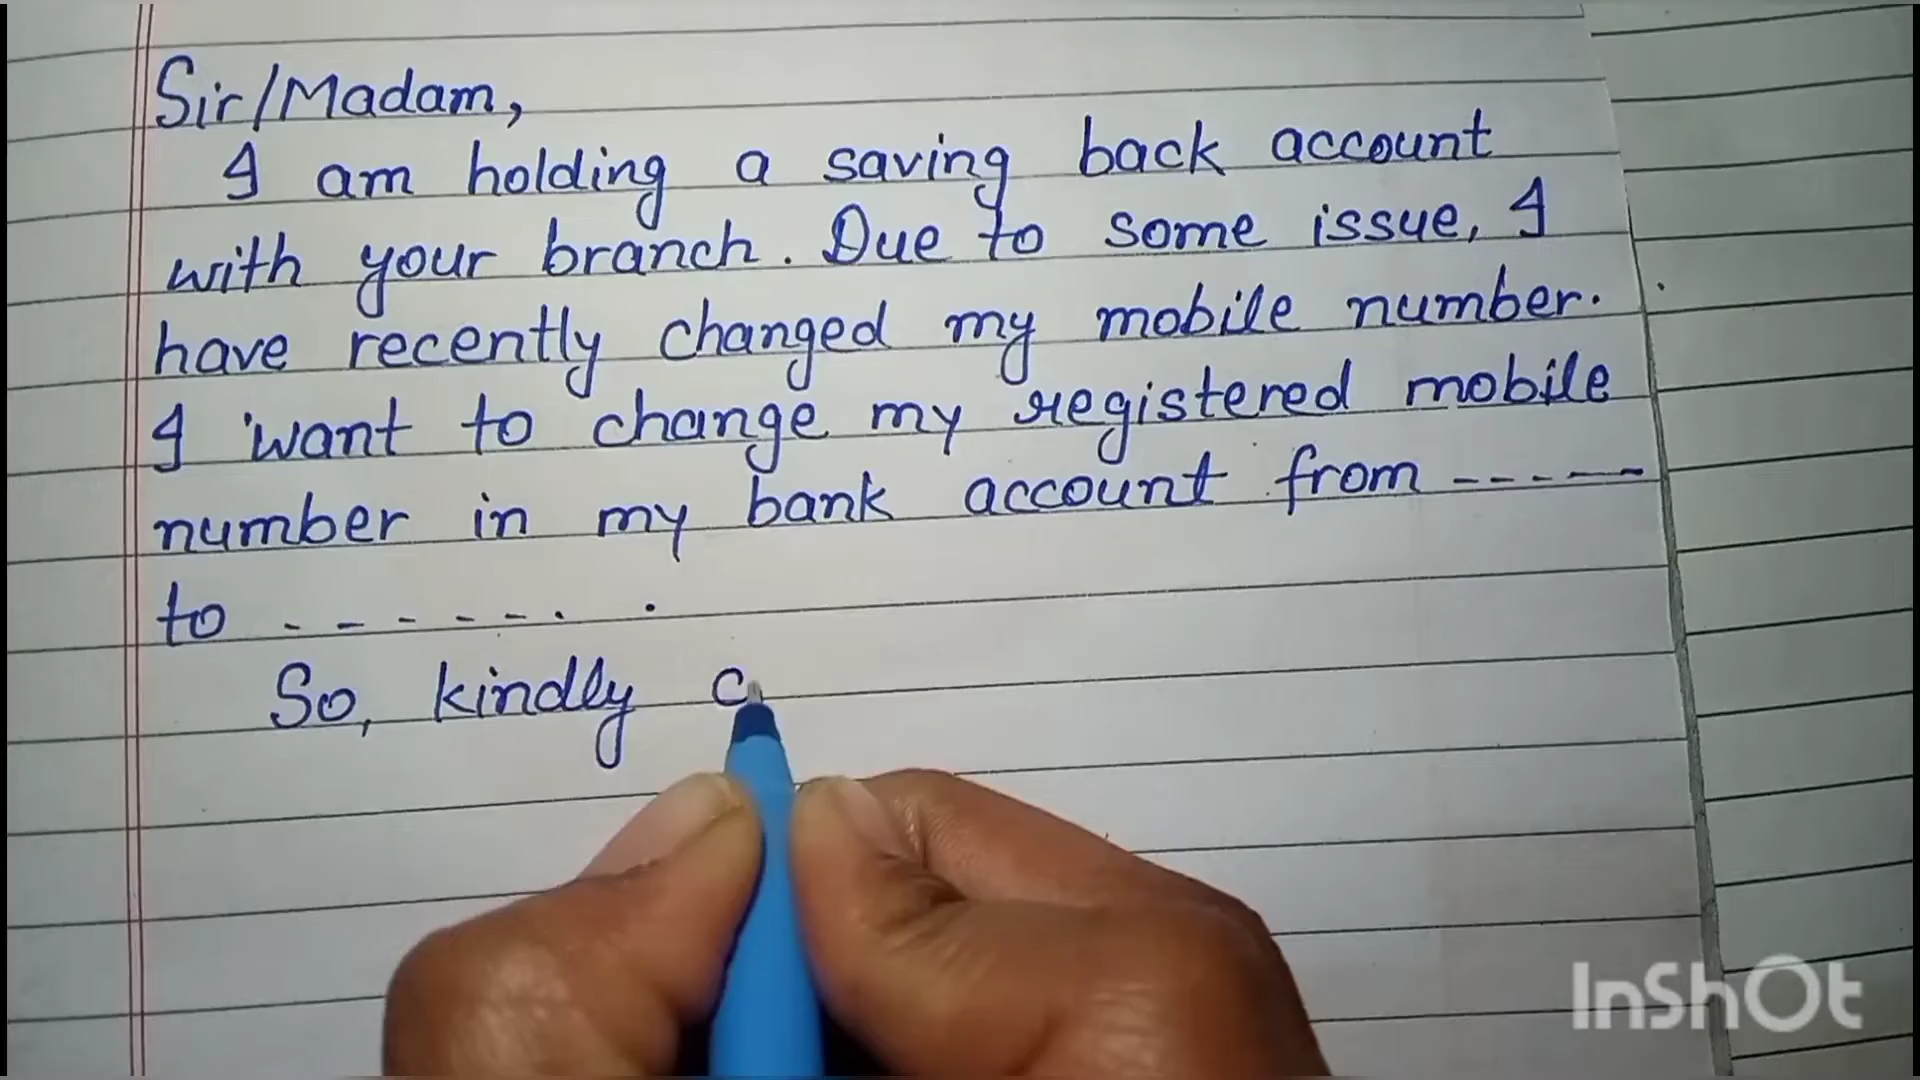 Sir/Madam,
I am holding a saving back account
with your branch. Due to some issue, I
have recently changed my mobile number.
I want to change my registered mobile
number in my bank account from -----
to ------ .
So, kindly c
InShOt